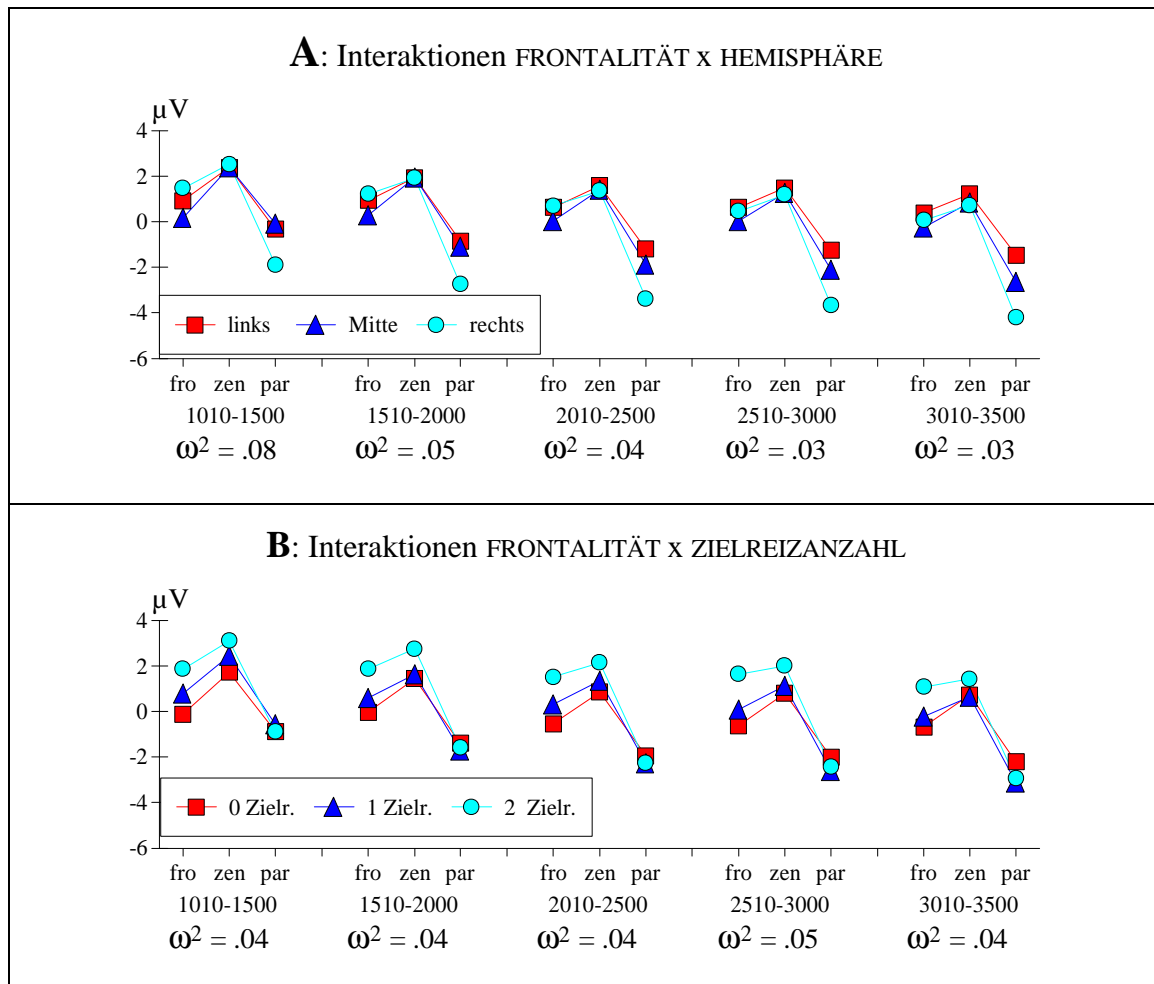 A: Interaktionen FRONTALITÄT x HEMISPHÄRE
µV
4
2
0
-2
-4
-6
links Mitte rechts
fro zen par fro zen par fro zen par fro zen par fro zen par
1010-1500 1510-2000 2010-2500 2510-3000 3010-3500
ω² = .08 ω² = .05 ω² = .04 ω² = .03 ω² = .03
B: Interaktionen FRONTALITÄT x ZIELREIZANZAHL
µV
4
2
0
-2
-4
-6
0 Zielr. 1 Zielr. 2 Zielr.
fro zen par fro zen par fro zen par fro zen par fro zen par
1010-1500 1510-2000 2010-2500 2510-3000 3010-3500
ω² = .04 ω² = .04 ω² = .04 ω² = .05 ω² = .04